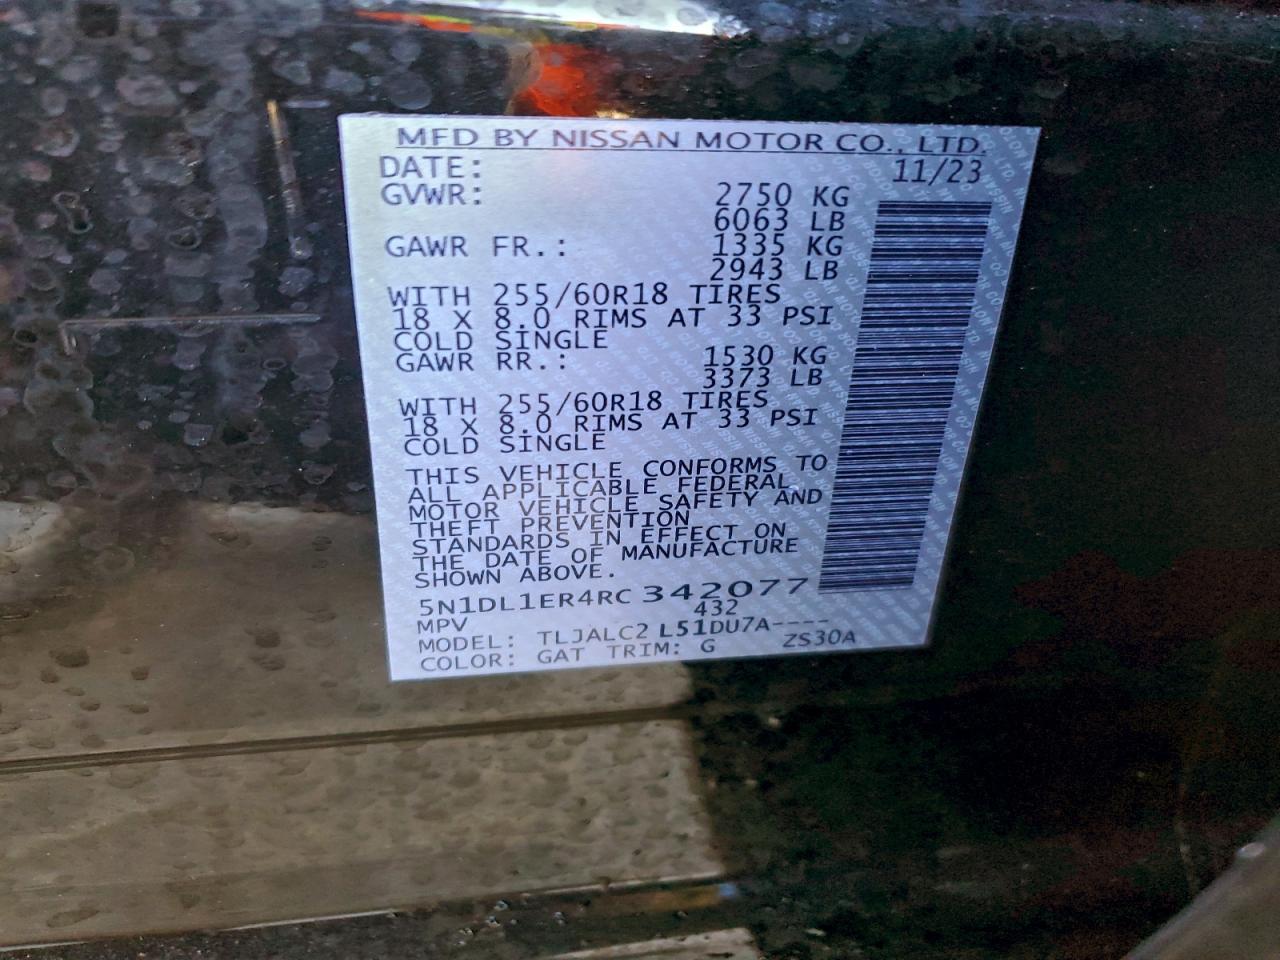 MFD BY NISSAN MOTOR CO., LTD.
DATE: 11/23
GVWR: 2750 KG
6063 LB
GAWR FR.: 1335 KG
2943 LB
WITH 255/60R18 TIRES
18 X 8.0 RIMS AT 33 PSI
COLD SINGLE
GAWR RR.: 1530 KG
3373 LB
WITH 255/60R18 TIRES
18 X 8.0 RIMS AT 33 PSI
COLD SINGLE
THIS VEHICLE CONFORMS TO
ALL APPLICABLE FEDERAL
MOTOR VEHICLE SAFETY AND
THEFT PREVENTION
STANDARDS IN EFFECT ON
THE DATE OF MANUFACTURE
SHOWN ABOVE.
5N1DL1ER4RC 342077
MPV 432
MODEL: TLJALC2 L51DU7A----
COLOR: GAT TRIM: G ZS30A